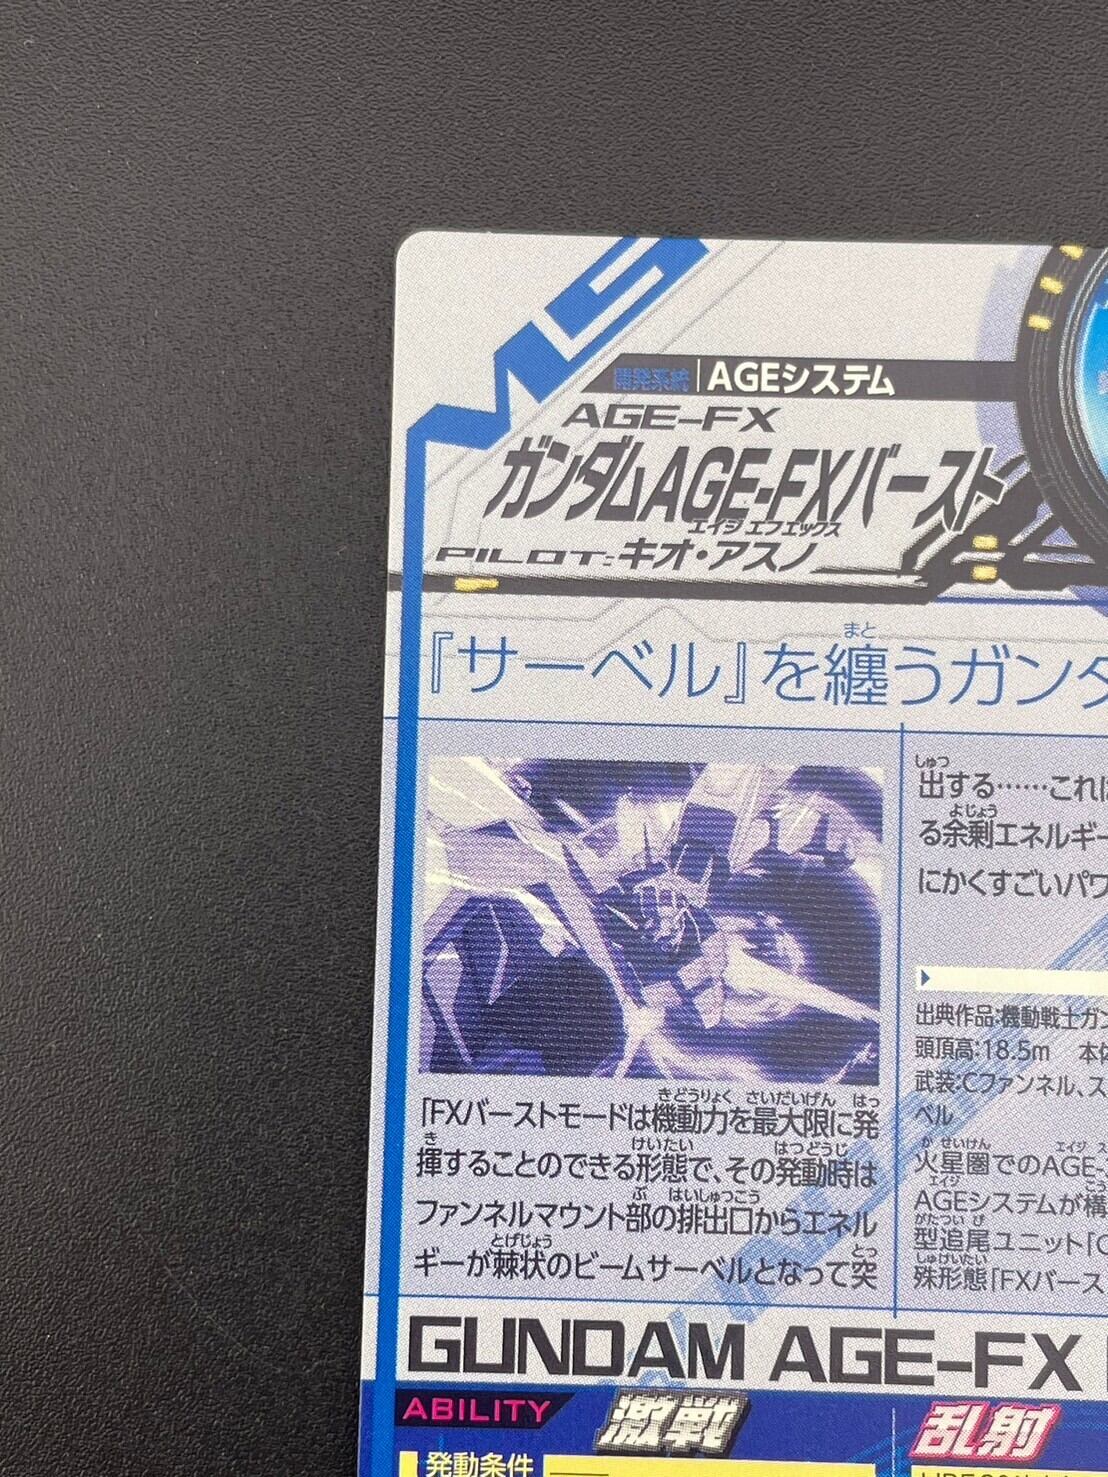 MS
開発系統 AGEシステム
AGE-FX
ガンダムAGE-FXバースト
エイジ エフエックス
PILOT:キオ・アスノ
まと
『サーベル』を纏うガンダ
「FXバーストモードは機動力を最大限に発
きどうりょく さいだいげん はっ
揮することのできる形態で、その発動時は
き けいたい はつどうじ
ファンネルマウント部の排出口からエネル
ぶ はいしゅつこう
ギーが棘状のビームサーベルとなって突
とげじょう とっ
出する……これ
しゅつ
る余剰エネルギー
よじょう
にかくすごいパワ
出典作品:機動戦士ガン
頭頂高:18.5m 本体
武装:Cファンネル、ス
ベル
火星圏でのAGE-
か せいけん エイジ
AGEシステムが構
エイジ こう
型追尾ユニット「C
がたつい び
殊形態「FXバース
しゅけいたい
GUNDAM AGE-FX
ABILITY 激戦 乱射
発動条件